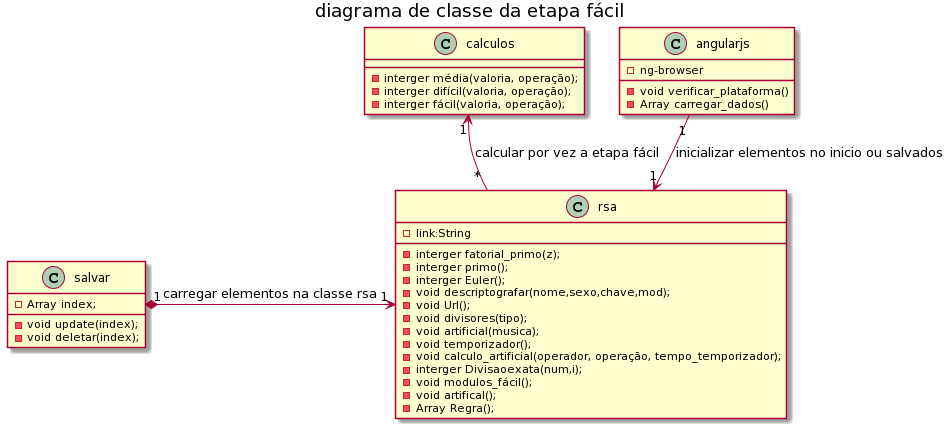 diagrama de classe da etapa fácil
C calculos
interger média(valoria, operação);
interger difícil(valoria, operação);
interger fácil(valoria, operação);
C angularjs
ng-browser
void verificar_plataforma()
Array carregar_dados()
1
1
calcular por vez a etapa fácil
inicializar elementos no inicio ou salvados
*
1
C rsa
link:String
interger fatorial_primo(z);
interger primo();
interger Euler();
void descriptografar(nome,sexo,chave,mod);
void Url();
void divisores(tipo);
void artificial(musica);
void temporizador();
void calculo_artificial(operador, operação, tempo_temporizador);
interger Divisaoexata(num,i);
void modulos_fácil();
void artifical();
Array Regra();
C salvar
Array index;
void update(index);
void deletar(index);
1 carregar elementos na classe rsa 1